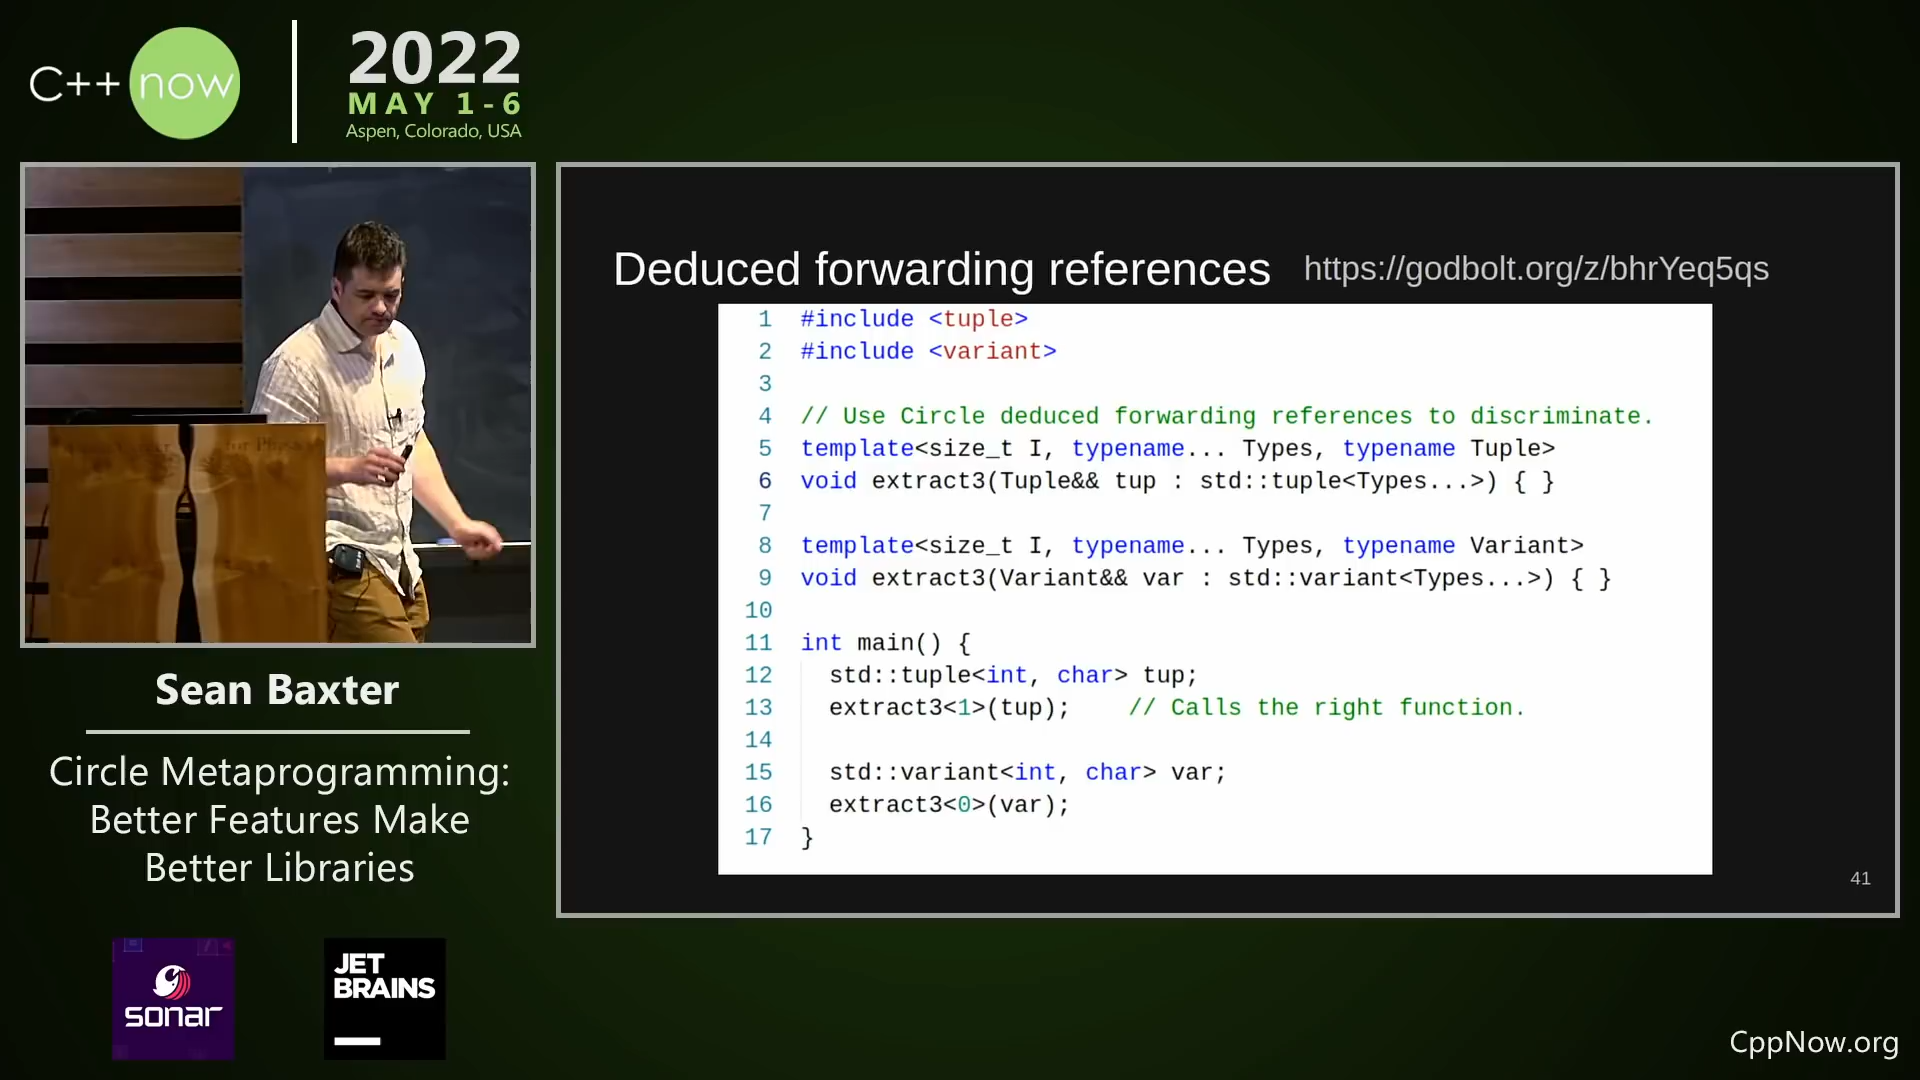 C++ now
2022
MAY 1-6
Aspen, Colorado, USA
Sean Baxter
Circle Metaprogramming:
Better Features Make
Better Libraries
sonar
JET
BRAINS
Deduced forwarding references https://godbolt.org/z/bhrYeq5qs
1 #include <tuple>
2 #include <variant>
3
4 // Use Circle deduced forwarding references to discriminate.
5 template<size_t I, typename... Types, typename Tuple>
6 void extract3(Tuple&& tup : std::tuple<Types...>) { }
7
8 template<size_t I, typename... Types, typename Variant>
9 void extract3(Variant&& var : std::variant<Types...>) { }
10
11 int main() {
12 std::tuple<int, char> tup;
13 extract3<1>(tup); // Calls the right function.
14
15 std::variant<int, char> var;
16 extract3<0>(var);
17 }
41
CppNow.org